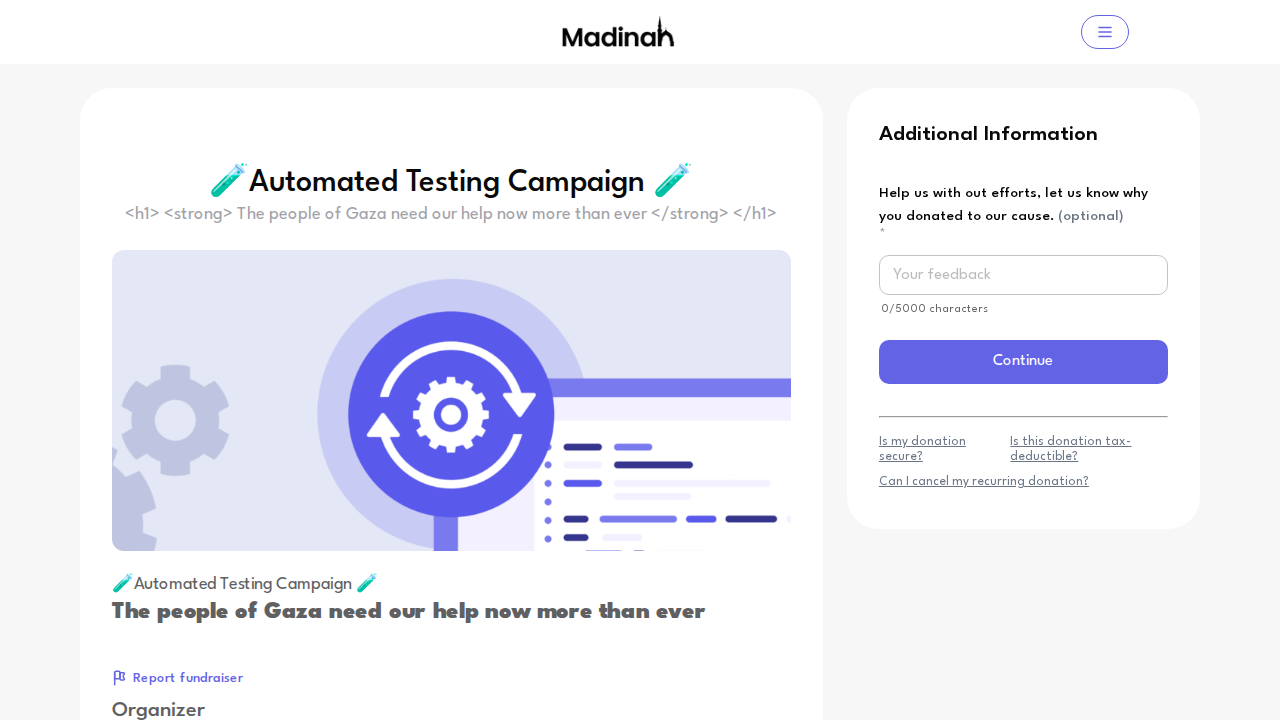 Madinah
🧪Automated Testing Campaign 🧪
<h1> <strong> The people of Gaza need our help now more than ever </strong> </h1>
🧪Automated Testing Campaign 🧪
The people of Gaza need our help now more than ever
Report fundraiser
Organizer
Additional Information
Help us with out efforts, let us know why
you donated to our cause. (optional)
*
Your feedback
0/5000 characters
Continue
Is my donation
secure?
Is this donation tax-
deductible?
Can I cancel my recurring donation?